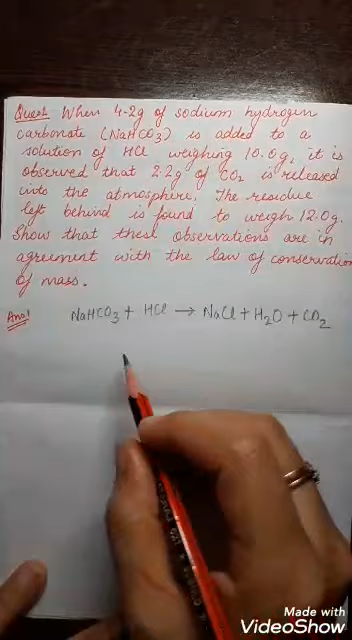 Quest When 4.2g of sodium hydrogen
carbonate (NaHCO3) is added to a
solution of HCl weighing 10.0g, it is
observed that 2.2g of CO2 is released
into the atmosphere. The residue
left behind is found to weigh 12.0g.
Show that these observations are in
agreement with the law of conservation
of mass.
Ans! NaHCO3 + HCl → NaCl + H2O + CO2
Made with
VideoShow